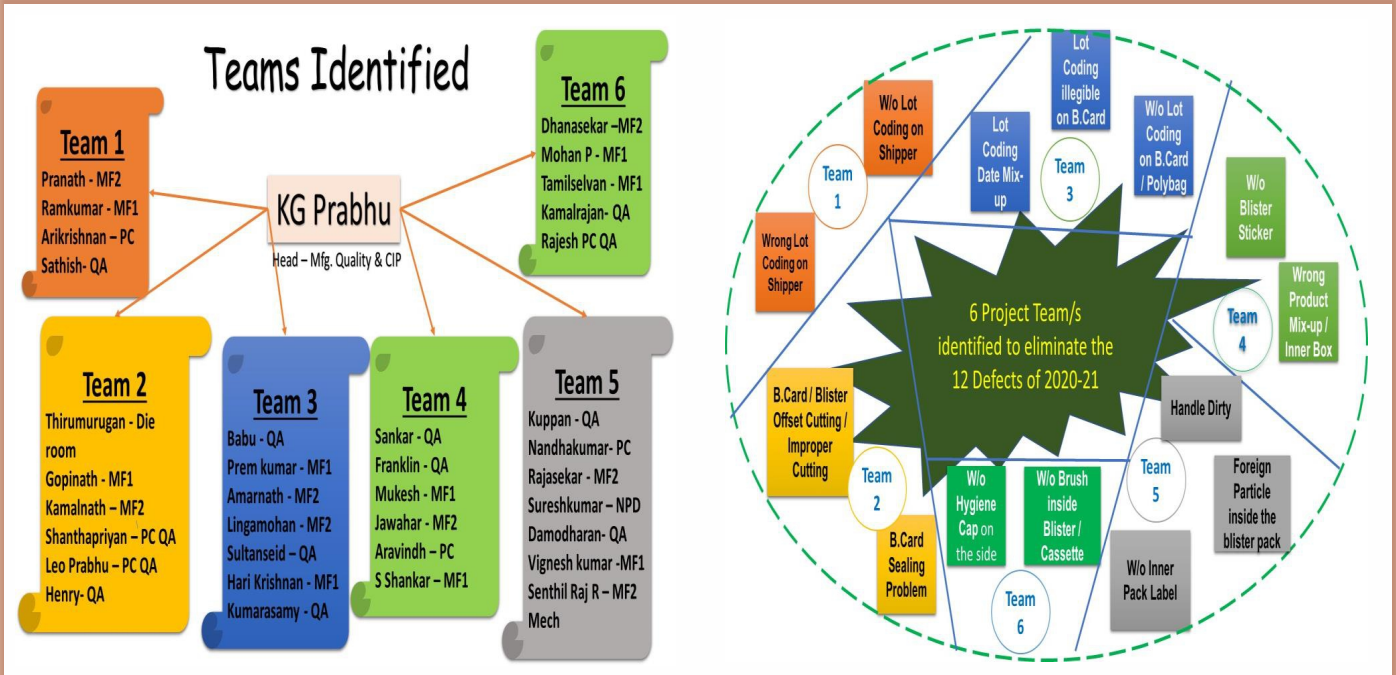 Teams Identified
Team 1
Pranath - MF2
Ramkumar - MF1
Arikrishnan – PC
Sathish- QA
KG Prabhu
Head – Mfg. Quality & CIP
Team 6
Dhanasekar –MF2
Mohan P - MF1
Tamilselvan - MF1
Kamalrajan- QA
Rajesh PC QA
Team 2
Thirumurugan - Die
room
Gopinath - MF1
Kamalnath – MF2
Shanthapriyan – PC QA
Leo Prabhu – PC QA
Henry- QA
Team 3
Babu - QA
Prem kumar - MF1
Amarnath - MF2
Lingamohan - MF2
Sultanseid – QA
Hari Krishnan - MF1
Kumarasamy - QA
Team 4
Sankar - QA
Franklin - QA
Mukesh - MF1
Jawahar - MF2
Aravindh – PC
S Shankar – MF1
Team 5
Kuppan - QA
Nandhakumar- PC
Rajasekar - MF2
Sureshkumar – NPD
Damodharan- QA
Vignesh kumar -MF1
Senthil Raj R – MF2
Mech
W/o Lot
Coding on
Shipper
Team
1
Wrong Lot
Coding on
Shipper
Lot
Coding
Date Mix-
up
Lot
Coding
illegible
on B.Card
Team
3
W/o Lot
Coding
on B.Card
/ Polybag
W/o
Blister
Sticker
Wrong
Product
Mix-up /
Inner Box
Team
4
6 Project Team/s
identified to eliminate the
12 Defects of 2020-21
B.Card / Blister
Offset Cutting /
Improper
Cutting
Team
2
B.Card
Sealing
Problem
W/o
Hygiene
Cap on
the side
W/o Brush
inside
Blister /
Cassette
Team
6
Handle Dirty
Team
5
Foreign
Particle
inside the
blister pack
W/o Inner
Pack Label